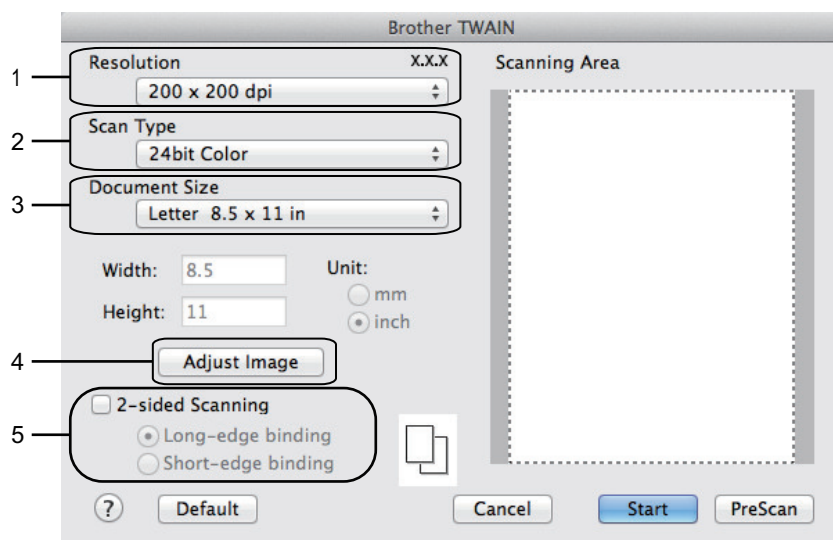 Brother TWAIN
1
Resolution X.X.X
200 x 200 dpi
2
Scan Type
24bit Color
3
Document Size
Letter 8.5 x 11 in
Width: 8.5
Height: 11
Unit:
mm
inch
4
Adjust Image
5
2-sided Scanning
Long-edge binding
Short-edge binding
Scanning Area
? Default Cancel Start PreScan